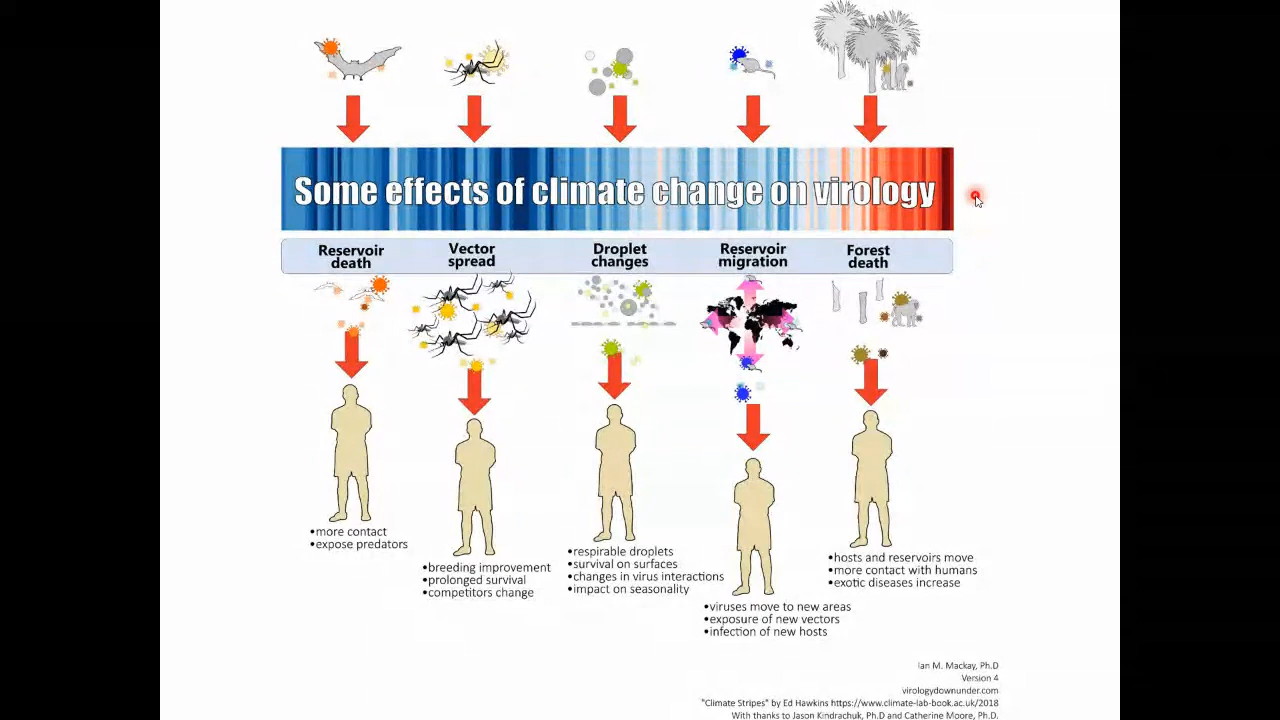 Some effects of climate change on virology
Reservoir
death
Vector
spread
Droplet
changes
Reservoir
migration
Forest
death
•more contact
•expose predators
•breeding improvement
•prolonged survival
•competitors change
•respirable droplets
•survival on surfaces
•changes in virus interactions
•impact on seasonality
•viruses move to new areas
•exposure of new vectors
•infection of new hosts
•hosts and reservoirs move
•more contact with humans
•exotic diseases increase
Ian M. Mackay, Ph.D
Version 4
virologydownunder.com
"Climate Stripes" by Ed Hawkins https://www.climate-lab-book.ac.uk/2018
With thanks to Jason Kindrachuk, Ph.D and Catherine Moore, Ph.D.